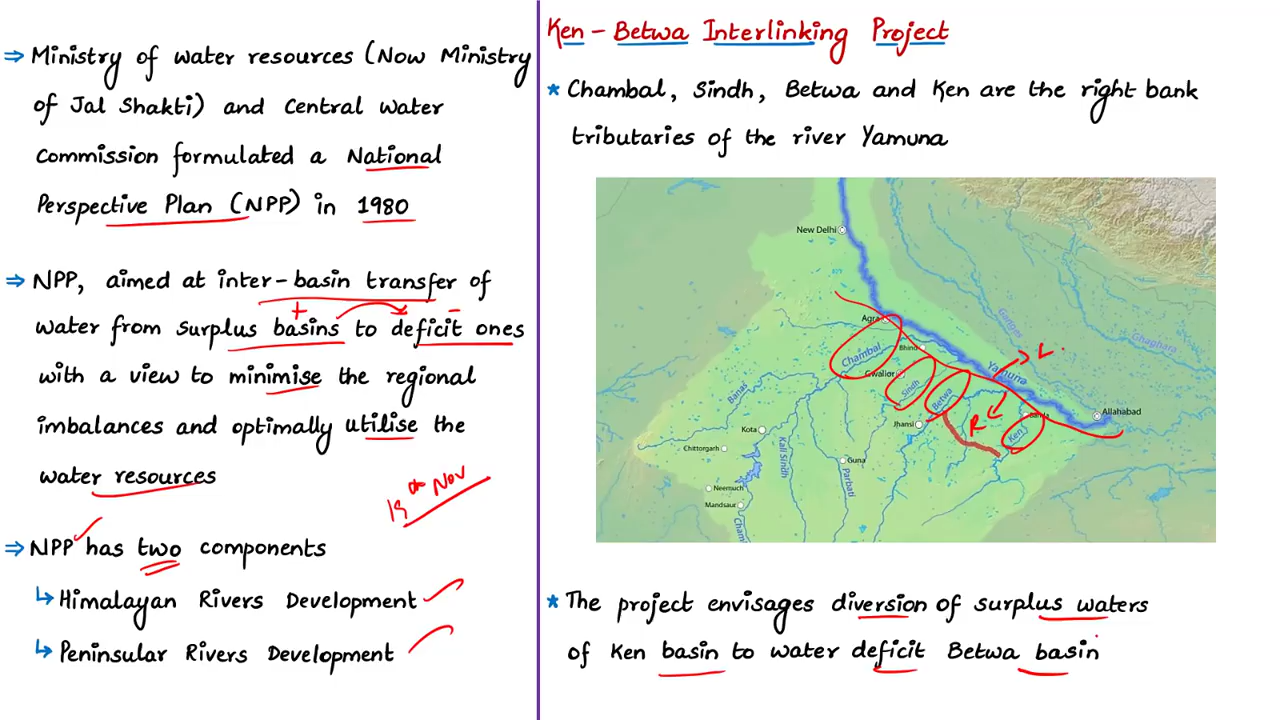 ⇒ Ministry of water resources (Now Ministry
of Jal Shakti) and Central water
Commission formulated a National
Perspective Plan (NPP) in 1980
⇒ NPP, aimed at inter-basin transfer of
+ -
water from surplus basins to deficit ones
with a view to minimise the regional
imbalances and optimally utilise the
water resources
19th Nov
⇒ NPP has two components
↳ Himalayan Rivers Development
↳ Peninsular Rivers Development
Ken - Betwa Interlinking Project
* Chambal, Sindh, Betwa and Ken are the right bank
tributaries of the river Yamuna
New Delhi
Ganges
Ghaghara
Agra
Chambal
Bhind
Yamuna
→ L
Gwalior
Sindh
Betwa
Banas
R
Banda
Allahabad
Kota
Jhansi
Ken
Chittorgarh
Kali Sindh
Guna
Parbati
Neemuch
Mandsaur
Cham
* The project envisages diversion of surplus waters
of Ken basin to water deficit Betwa basin